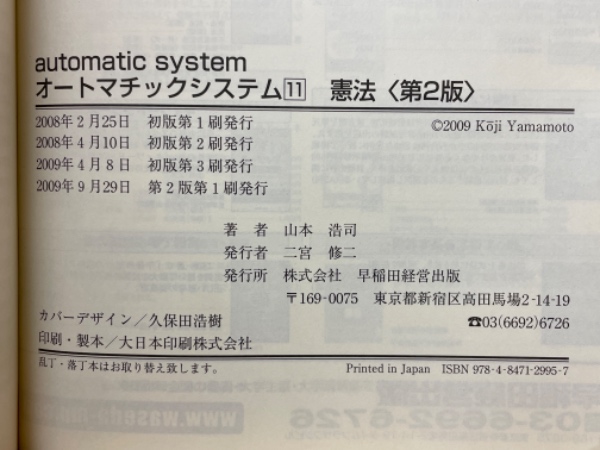 automatic system
オートマチックシステム11 憲法〈第2版〉
2008年2月25日 初版第1刷発行
©2009 Kōji Yamamoto
2008年4月10日 初版第2刷発行
2009年4月8日 初版第3刷発行
2009年9月29日 第2版第1刷発行
著者 山本 浩司
発行者 二宮 修二
発行所 株式会社 早稲田経営出版
〒169-0075 東京都新宿区高田馬場2-14-19
☎03(6692)6726
カバーデザイン/久保田浩樹
印刷・製本/大日本印刷株式会社
乱丁・落丁本はお取り替え致します。 Printed in Japan ISBN 978-4-8471-2995-7